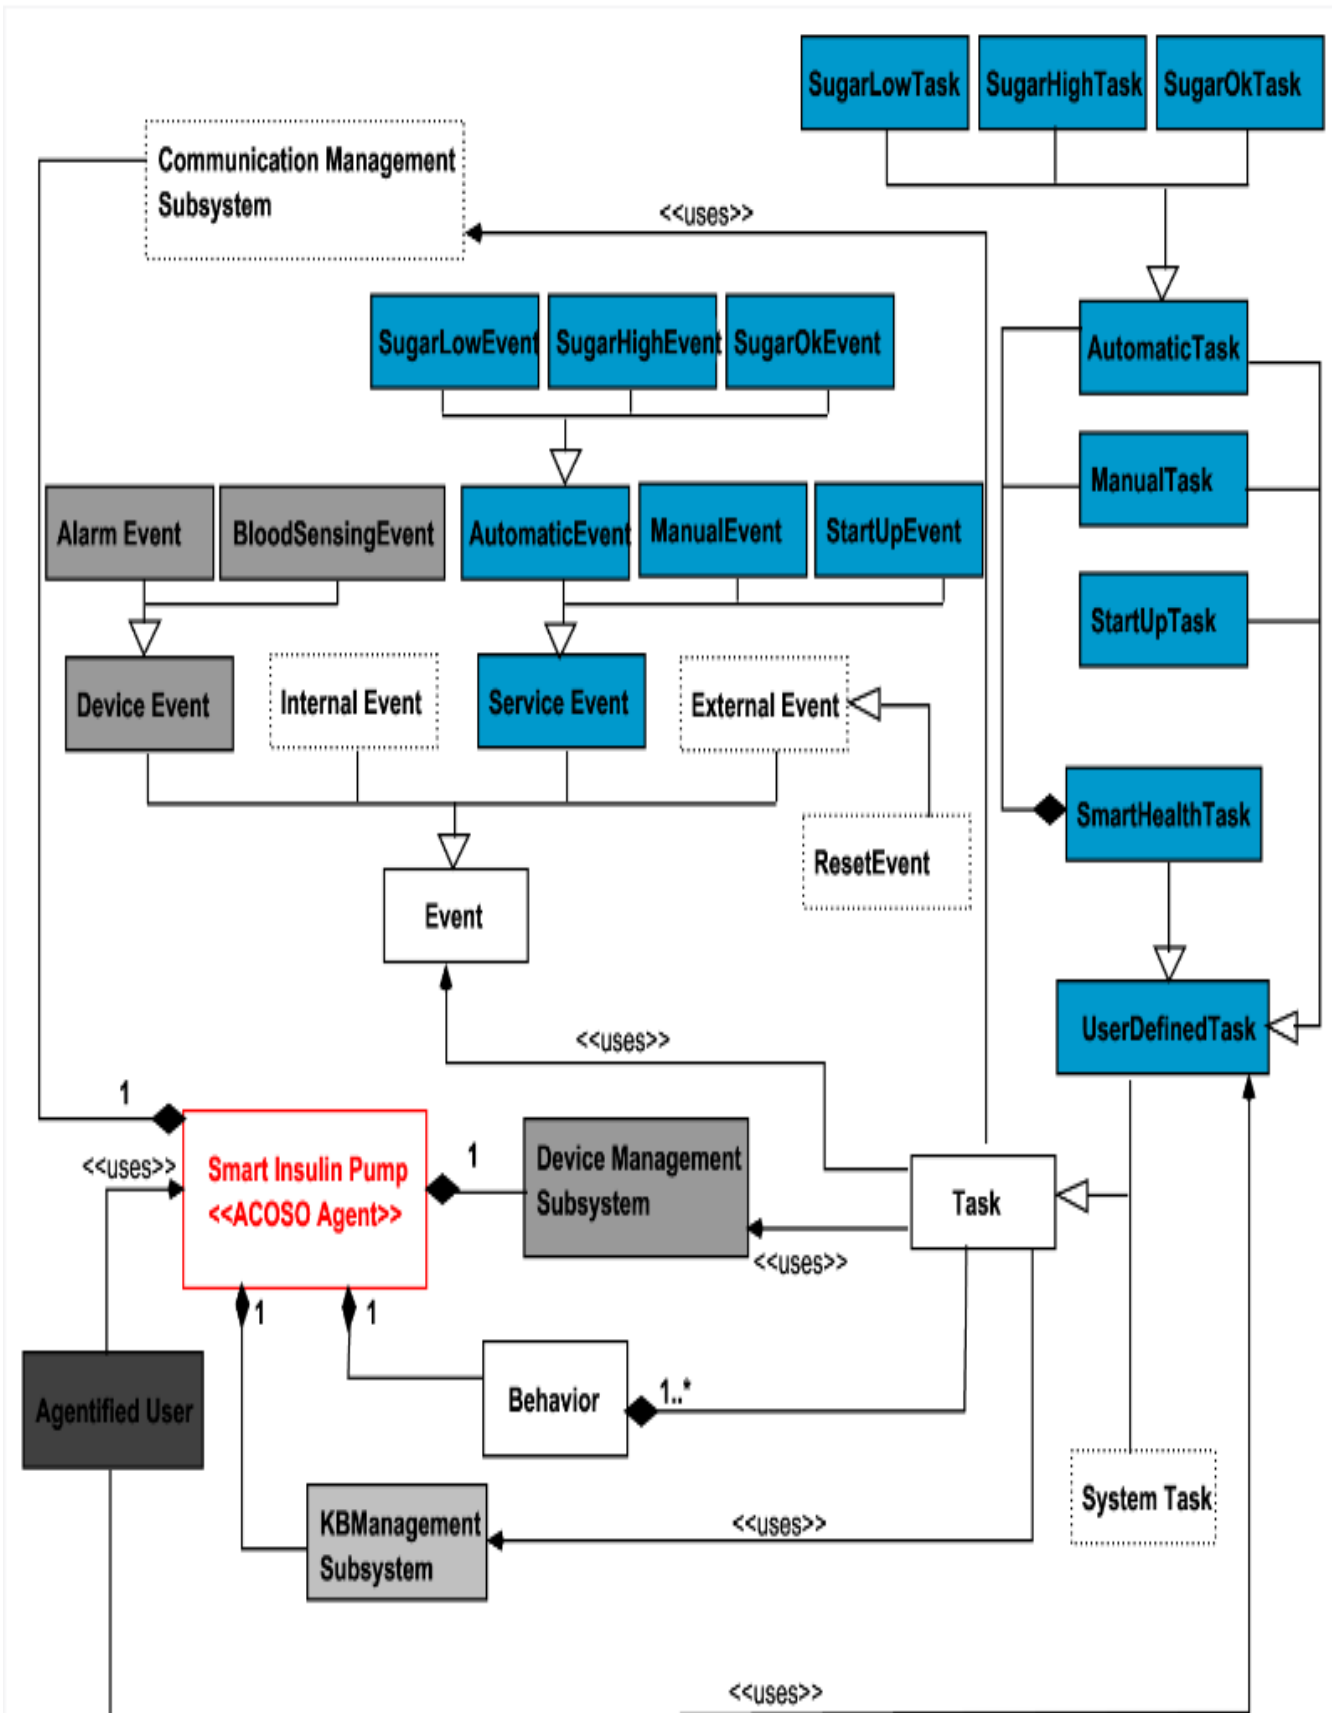 SugarLowTask
SugarHighTask
SugarOkTask
Communication Management
Subsystem
<<uses>>
SugarLowEvent
SugarHighEvent
SugarOkEvent
AutomaticTask
ManualTask
Alarm Event
BloodSensingEvent
AutomaticEvent
ManualEvent
StartUpEvent
StartUpTask
Device Event
Internal Event
Service Event
External Event
SmartHealthTask
ResetEvent
Event
UserDefinedTask
<<uses>>
1
<<uses>>
Smart Insulin Pump
<<ACOSO Agent>>
1
Device Management
Subsystem
Task
<<uses>>
1
1
Agentified User
Behavior
1..*
System Task
KBManagement
Subsystem
<<uses>>
<<uses>>